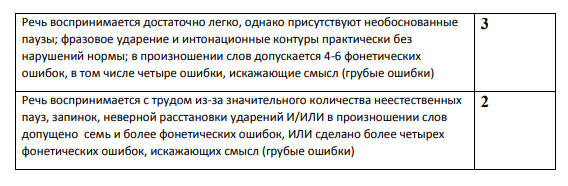 Речь воспринимается достаточно легко, однако присутствуют необоснованные
паузы; фразовое ударение и интонационные контуры практически без
нарушений нормы; в произношении слов допускается 4-6 фонетических
ошибок, в том числе четыре ошибки, искажающие смысл (грубые ошибки)
3
Речь воспринимается с трудом из-за значительного количества неестественных
пауз, запинок, неверной расстановки ударений И/ИЛИ в произношении слов
допущено семь и более фонетических ошибок, ИЛИ сделано более четырех
фонетических ошибок, искажающих смысл (грубые ошибки)
2